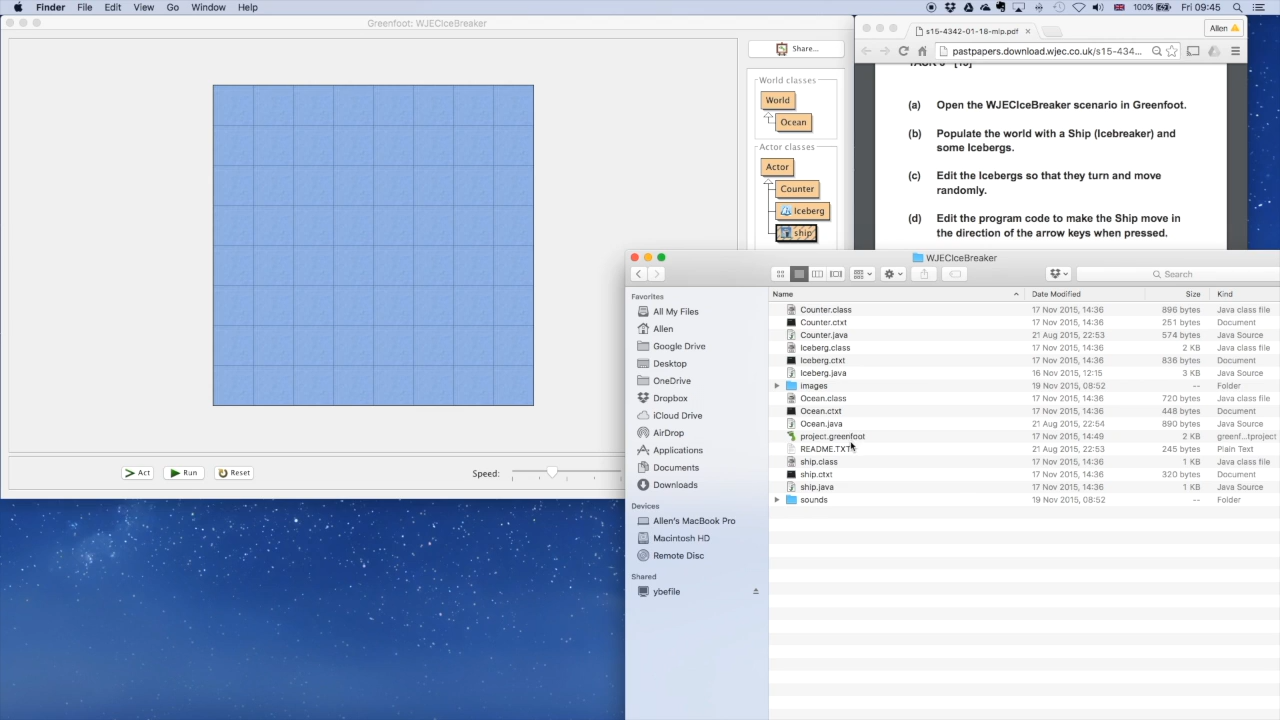 Finder File Edit View Go Window Help
100% Fri 09:45
Greenfoot: WJECIceBreaker
Share...
World classes
World
Ocean
Actor classes
Actor
Counter
Iceberg
ship
Act Run Reset Speed:
s15-4342-01-18-mip.pdf Allen
pastpapers.download.wjec.co.uk/s15-434...
(a) Open the WJECIceBreaker scenario in Greenfoot.
(b) Populate the world with a Ship (Icebreaker) and
some Icebergs.
(c) Edit the Icebergs so that they turn and move
randomly.
(d) Edit the program code to make the Ship move in
the direction of the arrow keys when pressed.
WJECIceBreaker
Search
Favorites
All My Files
Allen
Google Drive
Desktop
OneDrive
Dropbox
iCloud Drive
AirDrop
Applications
Documents
Downloads
Devices
Allen's MacBook Pro
Macintosh HD
Remote Disc
Shared
ybefile
Name Date Modified Size Kind
Counter.class 17 Nov 2015, 14:36 896 bytes Java class file
Counter.ctxt 17 Nov 2015, 14:36 251 bytes Document
Counter.java 21 Aug 2015, 22:53 574 bytes Java Source
Iceberg.class 17 Nov 2015, 14:36 2 KB Java class file
Iceberg.ctxt 17 Nov 2015, 14:36 836 bytes Document
Iceberg.java 16 Nov 2015, 12:15 3 KB Java Source
images 19 Nov 2015, 08:52 -- Folder
Ocean.class 17 Nov 2015, 14:36 720 bytes Java class file
Ocean.ctxt 17 Nov 2015, 14:36 448 bytes Document
Ocean.java 21 Aug 2015, 22:54 890 bytes Java Source
project.greenfoot 17 Nov 2015, 14:49 2 KB greenf...tproject
README.TXT 21 Aug 2015, 22:53 245 bytes Plain Text
ship.class 17 Nov 2015, 14:36 1 KB Java class file
ship.ctxt 17 Nov 2015, 14:36 320 bytes Document
ship.java 17 Nov 2015, 14:36 1 KB Java Source
sounds 19 Nov 2015, 08:52 -- Folder